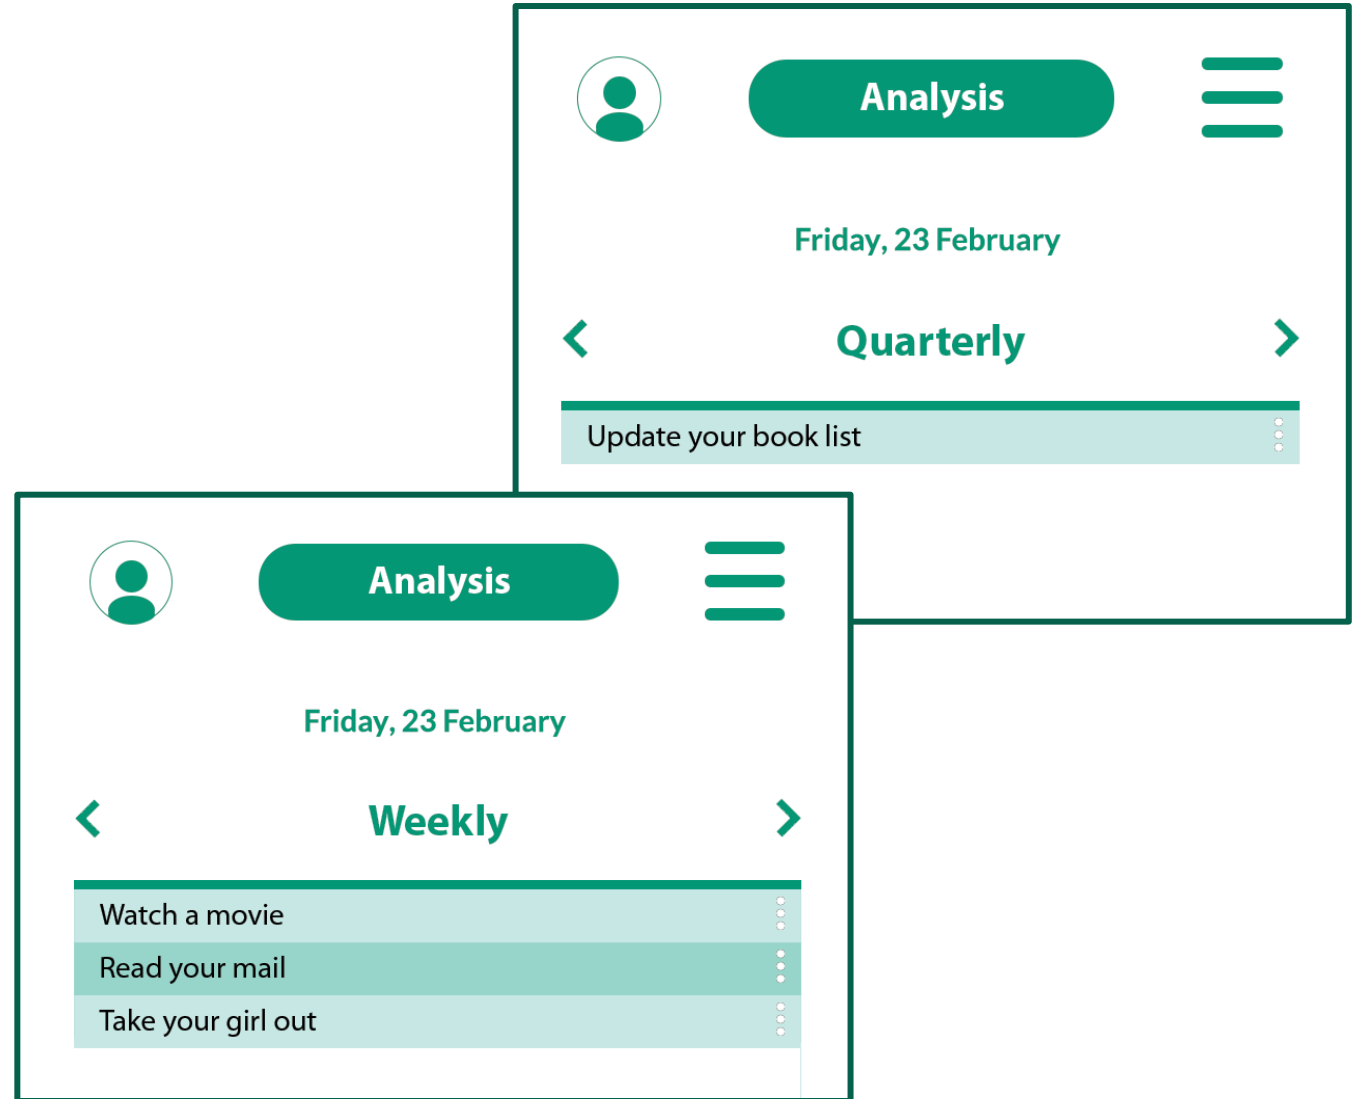 Analysis
Friday, 23 February
Quarterly
Update your book list
Analysis
Friday, 23 February
Weekly
Watch a movie
Read your mail
Take your girl out